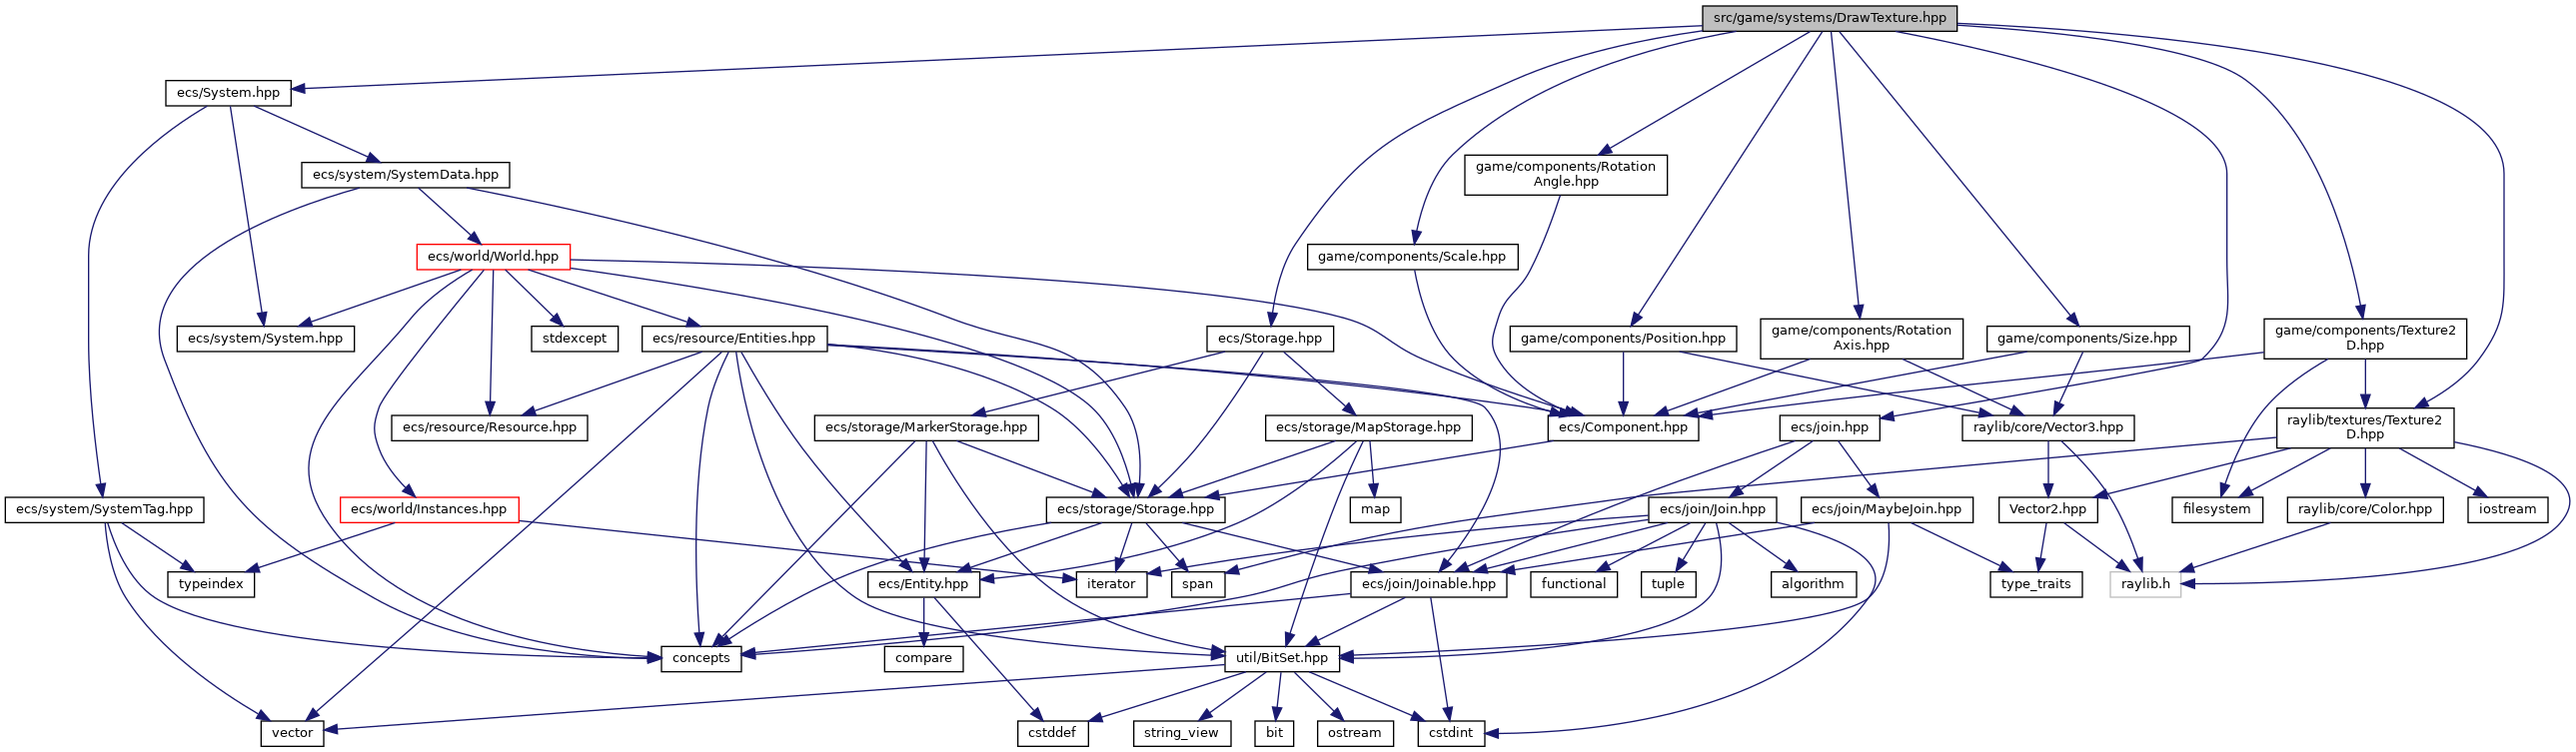 src/game/systems/DrawTexture.hpp
ecs/System.hpp
ecs/system/SystemData.hpp
game/components/Rotation
Angle.hpp
ecs/world/World.hpp
game/components/Scale.hpp
ecs/system/System.hpp
stdexcept
ecs/resource/Entities.hpp
ecs/Storage.hpp
game/components/Position.hpp
game/components/Rotation
Axis.hpp
game/components/Size.hpp
game/components/Texture2
D.hpp
ecs/resource/Resource.hpp
ecs/storage/MarkerStorage.hpp
ecs/storage/MapStorage.hpp
ecs/Component.hpp
ecs/join.hpp
raylib/core/Vector3.hpp
raylib/textures/Texture2
D.hpp
ecs/system/SystemTag.hpp
ecs/world/Instances.hpp
ecs/storage/Storage.hpp
map
ecs/join/Join.hpp
ecs/join/MaybeJoin.hpp
Vector2.hpp
filesystem
raylib/core/Color.hpp
iostream
typeindex
ecs/Entity.hpp
iterator
span
ecs/join/Joinable.hpp
functional
tuple
algorithm
type_traits
raylib.h
concepts
compare
util/BitSet.hpp
vector
cstddef
string_view
bit
ostream
cstdint